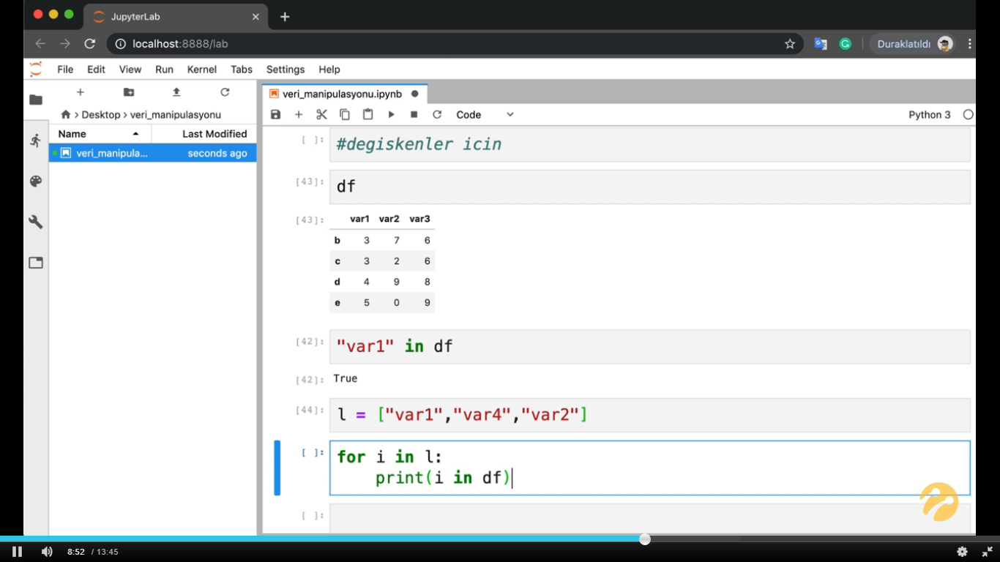 JupyterLab
localhost:8888/lab
Duraklatıldı
File Edit View Run Kernel Tabs Settings Help
veri_manipulasyonu.ipynb
Desktop > veri_manipulasyonu
Code
Python 3
Name Last Modified
veri_manipula... seconds ago
[ ]: #degiskenler icin
[43]: df
[43]: var1 var2 var3
b 3 7 6
c 3 2 6
d 4 9 8
e 5 0 9
[42]: "var1" in df
[42]: True
[44]: l = ["var1","var4","var2"]
[ ]: for i in l:
print(i in df)
[ ]:
8:52 / 13:45